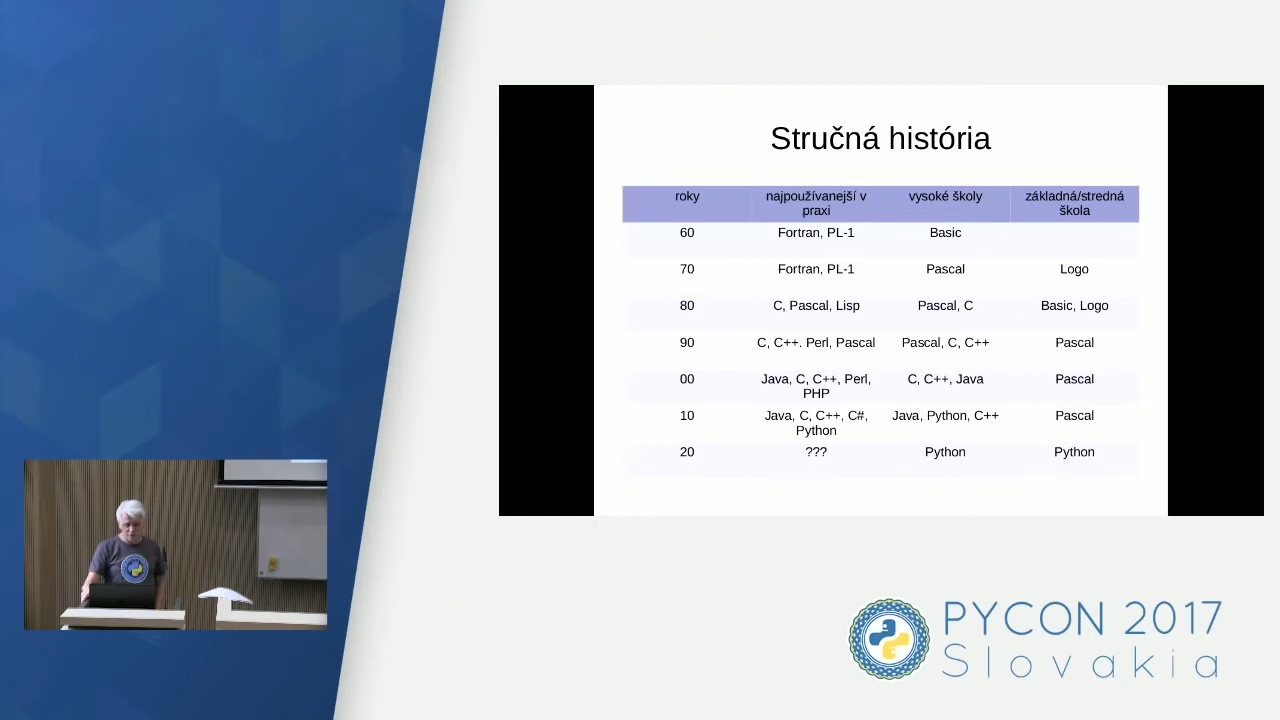 Stručná história
roky najpoužívanejší v praxi vysoké školy základná/stredná škola
60 Fortran, PL-1 Basic
70 Fortran, PL-1 Pascal Logo
80 C, Pascal, Lisp Pascal, C Basic, Logo
90 C, C++. Perl, Pascal Pascal, C, C++ Pascal
00 Java, C, C++, Perl, PHP C, C++, Java Pascal
10 Java, C, C++, C#, Python Java, Python, C++ Pascal
20 ??? Python Python
PYCON 2017
Slovakia